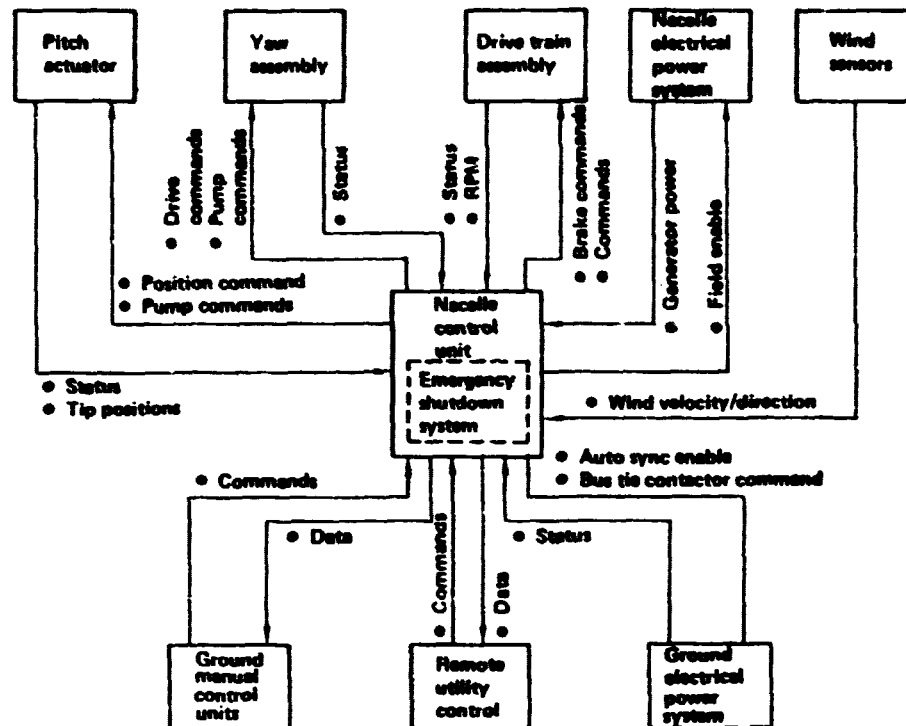 Pitch
actuator
Yaw
assembly
Drive train
assembly
Nacelle
electrical
power
system
Wind
sensors
• Drive
commands
• Pump
commands
• Status
• Status
• RPM
• Brake commands
• Commands
• Generator power
• Field enable
• Position command
• Pump commands
Nacelle
control
unit
Emergency
shutdown
system
• Status
• Tip positions
• Wind velocity/direction
• Auto sync enable
• Bus tie contactor command
• Commands
• Data
• Commands
• Data
• Status
Ground
manual
control
units
Remote
utility
control
Ground
electrical
power
system